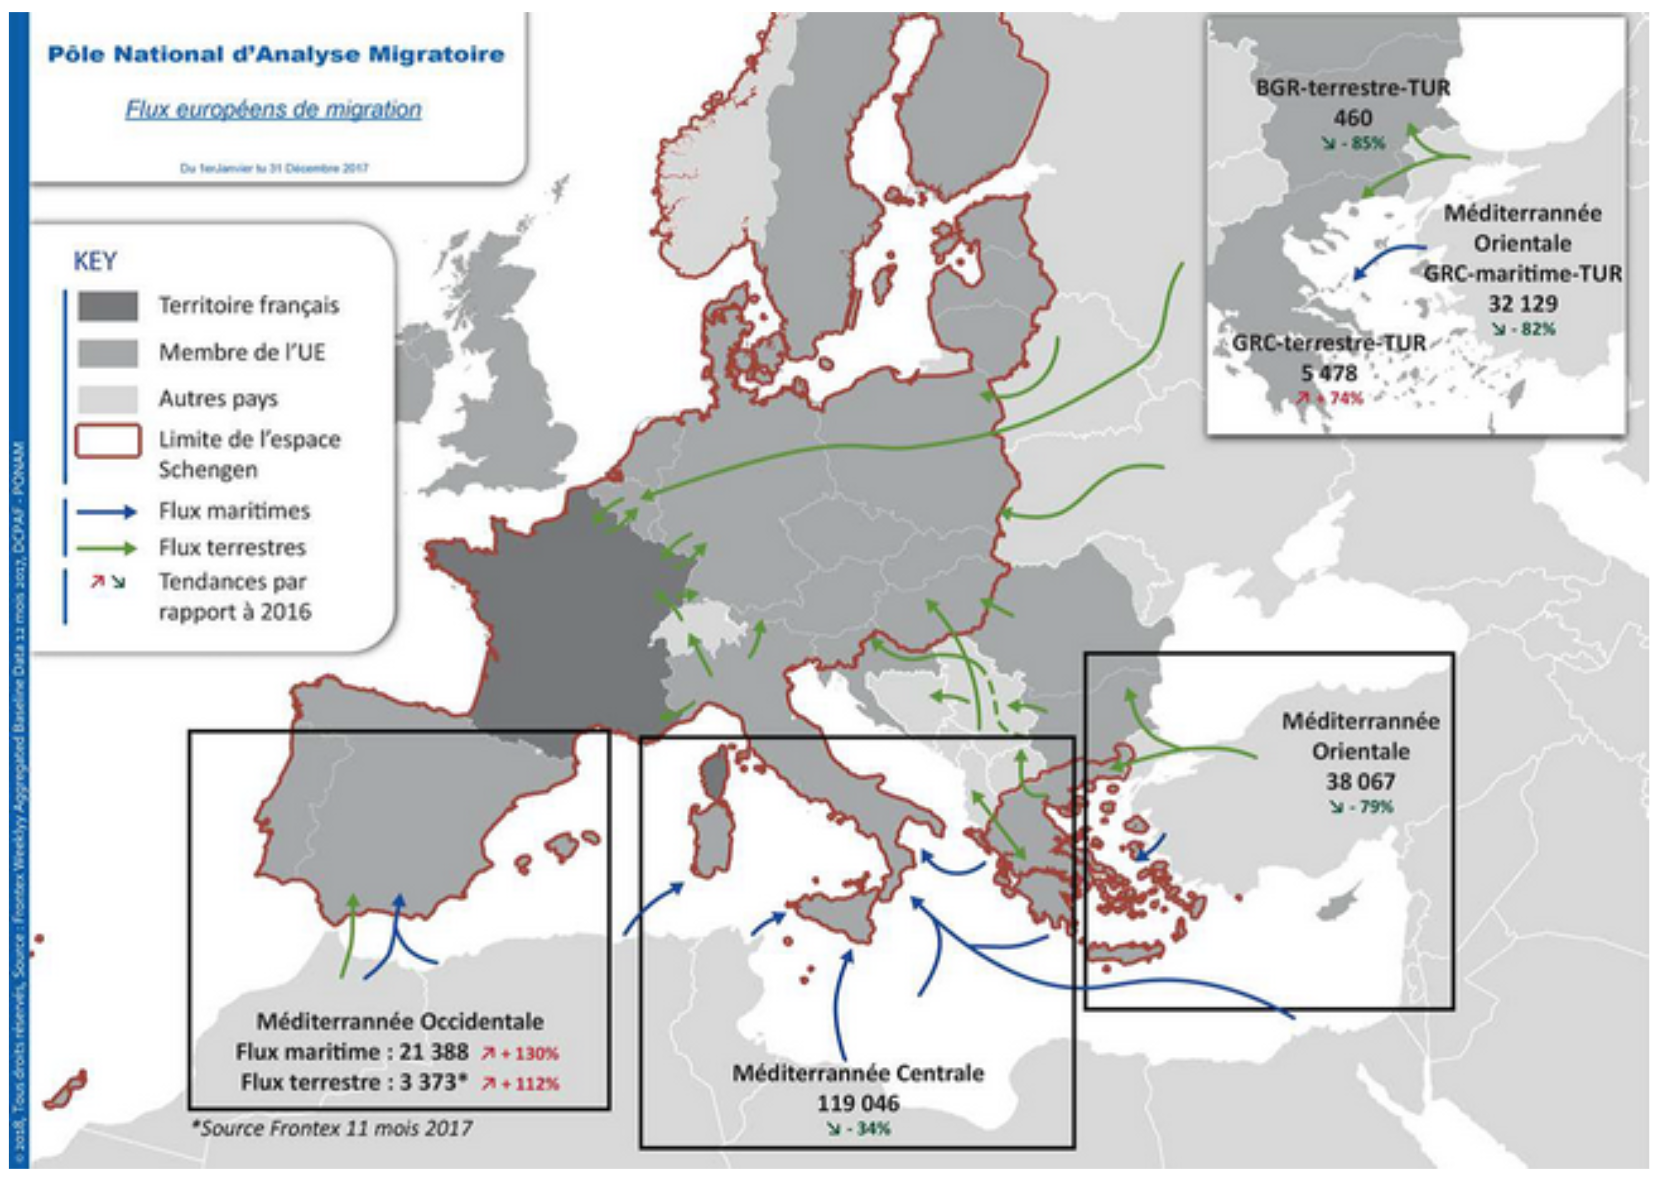 Pôle National d'Analyse Migratoire
Flux européens de migration
Du 1erJanvier tu 31 Décembre 2017
KEY
Territoire français
Membre de l'UE
Autres pays
Limite de l'espace
Schengen
Flux maritimes
Flux terrestres
Tendances par
rapport à 2016
BGR-terrestre-TUR
460
↘ - 85%
Méditerrannée
Orientale
GRC-maritime-TUR
32 129
↘ - 82%
GRC-terrestre-TUR
5 478
↗ + 74%
Méditerrannée
Orientale
38 067
↘ - 79%
Méditerrannée Occidentale
Flux maritime : 21 388 ↗ + 130%
Flux terrestre : 3 373* ↗ + 112%
*Source Frontex 11 mois 2017
Méditerrannée Centrale
119 046
↘ - 34%
© 2018, Tous droits réservés, Source : Frontex Weeklyy Aggregated Baseline Data 12 mois 2017, DCPAF - PONAM